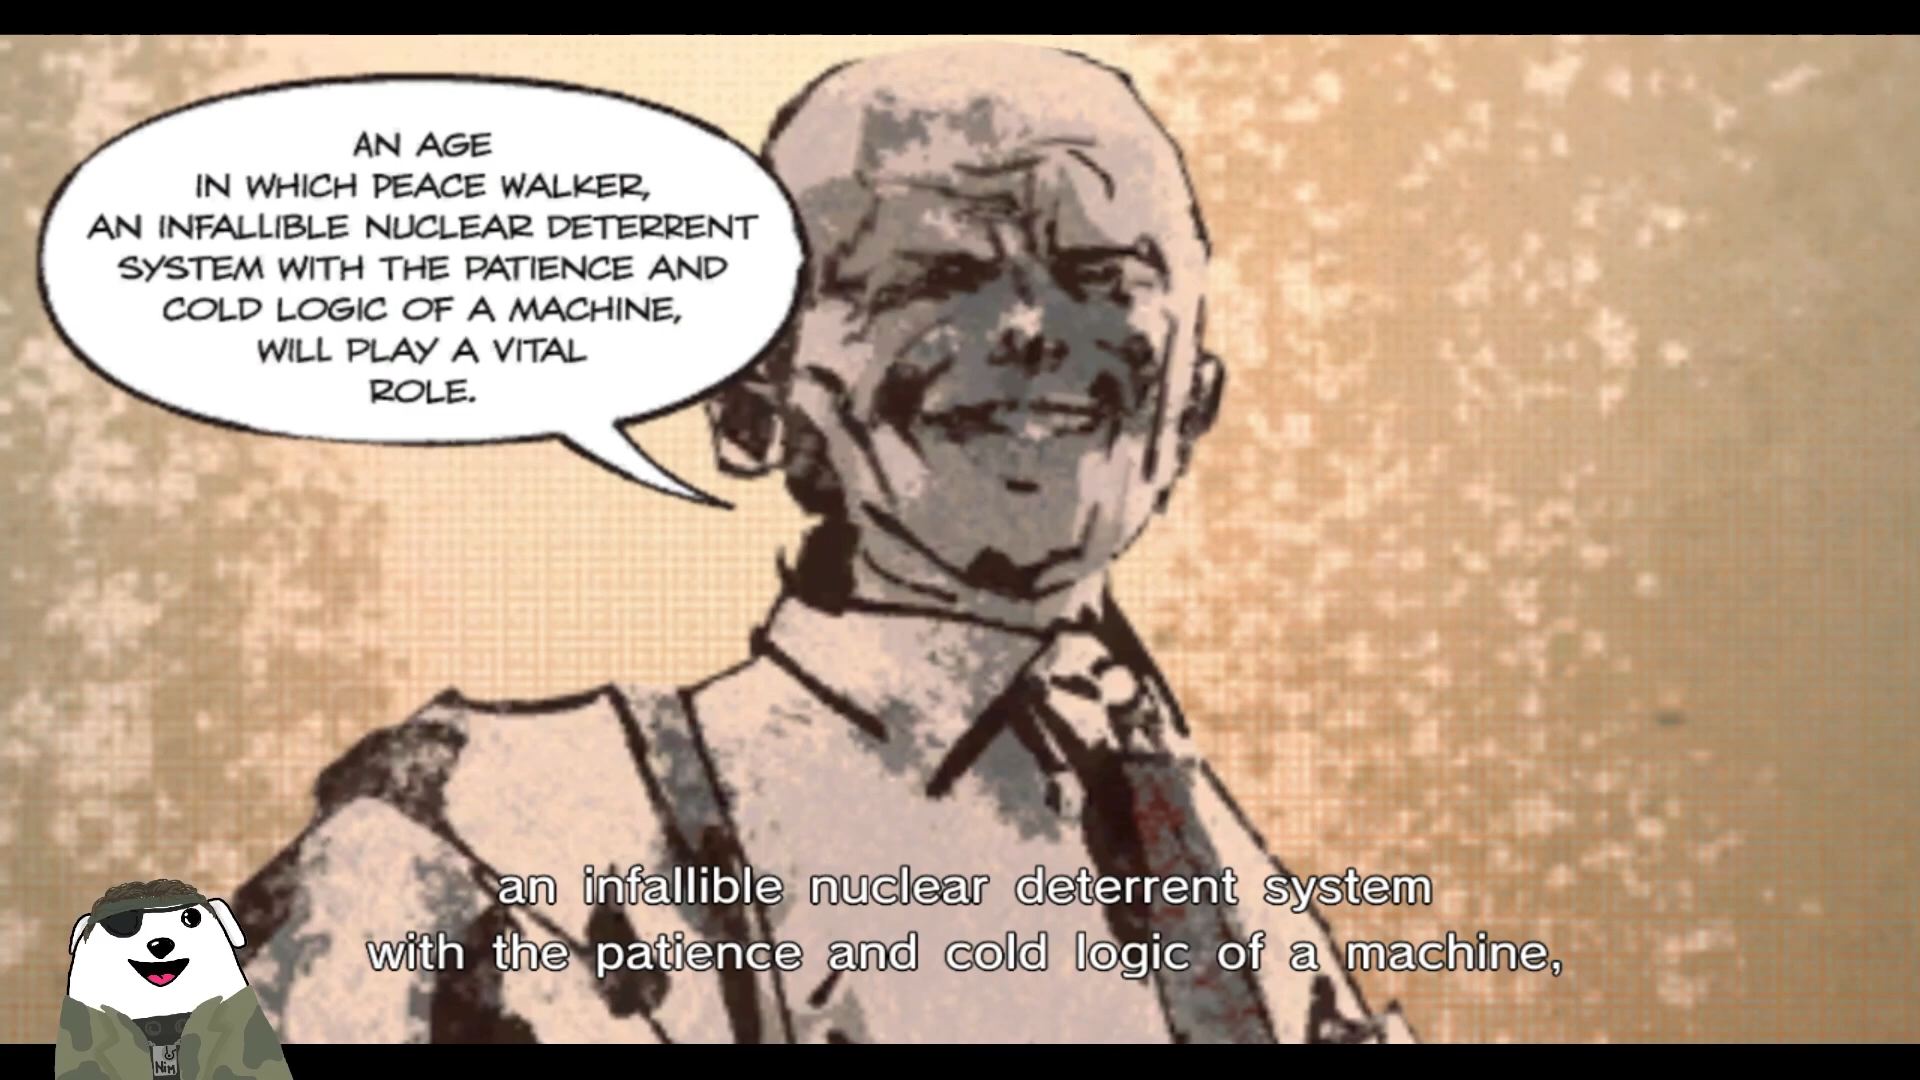 AN AGE
IN WHICH PEACE WALKER,
AN INFALLIBLE NUCLEAR DETERRENT
SYSTEM WITH THE PATIENCE AND
COLD LOGIC OF A MACHINE,
WILL PLAY A VITAL
ROLE.
an infallible nuclear deterrent system
with the patience and cold logic of a machine,
Nim